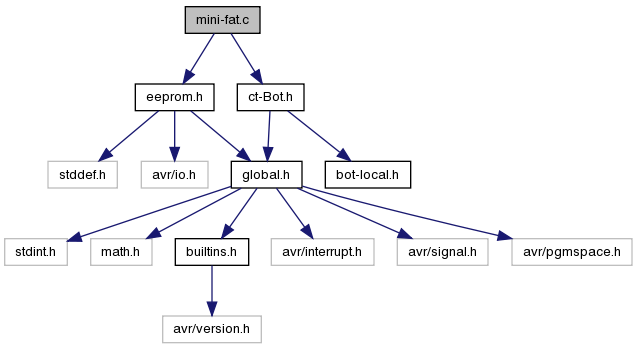 mini-fat.c
eeprom.h
ct-Bot.h
stddef.h
avr/io.h
global.h
bot-local.h
stdint.h
math.h
builtins.h
avr/interrupt.h
avr/signal.h
avr/pgmspace.h
avr/version.h